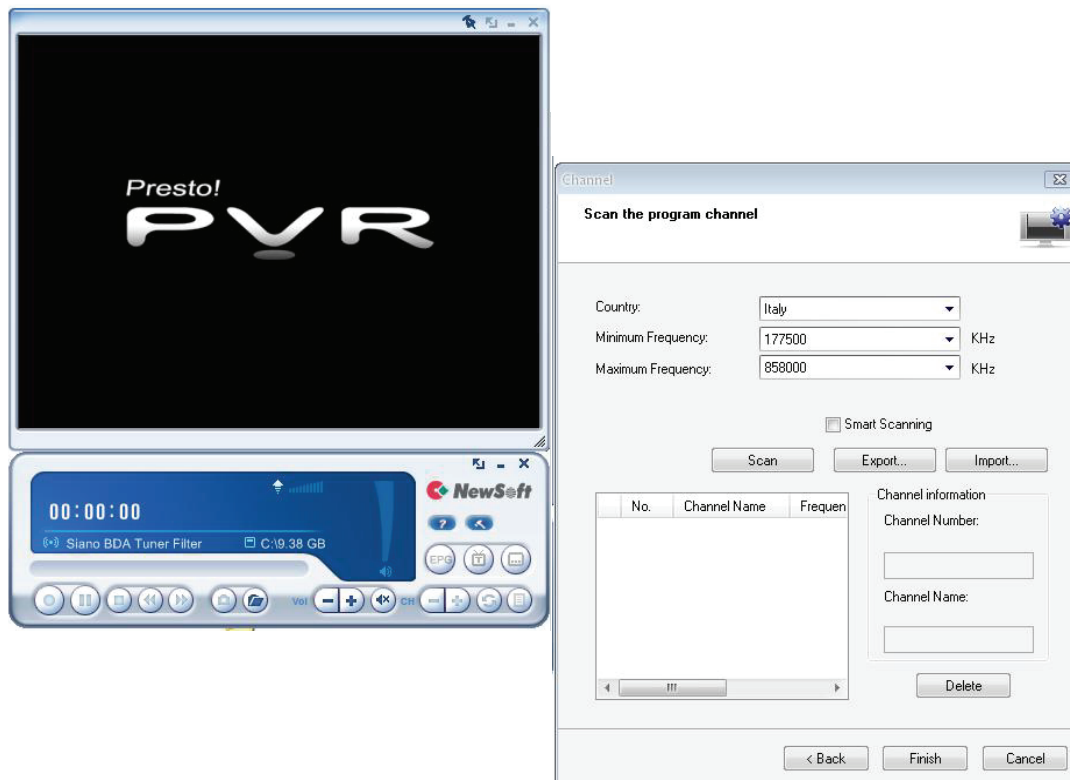 Presto!
PVR
NewSoft
00:00:00
Siano BDA Tuner Filter C:\9.38 GB
?
EPG
T
Vol CH
Channel
Scan the program channel
Country: Italy
Minimum Frequency: 177500 KHz
Maximum Frequency: 858000 KHz
Smart Scanning
Scan Export... Import...
No. Channel Name Frequen
Channel information
Channel Number:
Channel Name:
Delete
< Back Finish Cancel